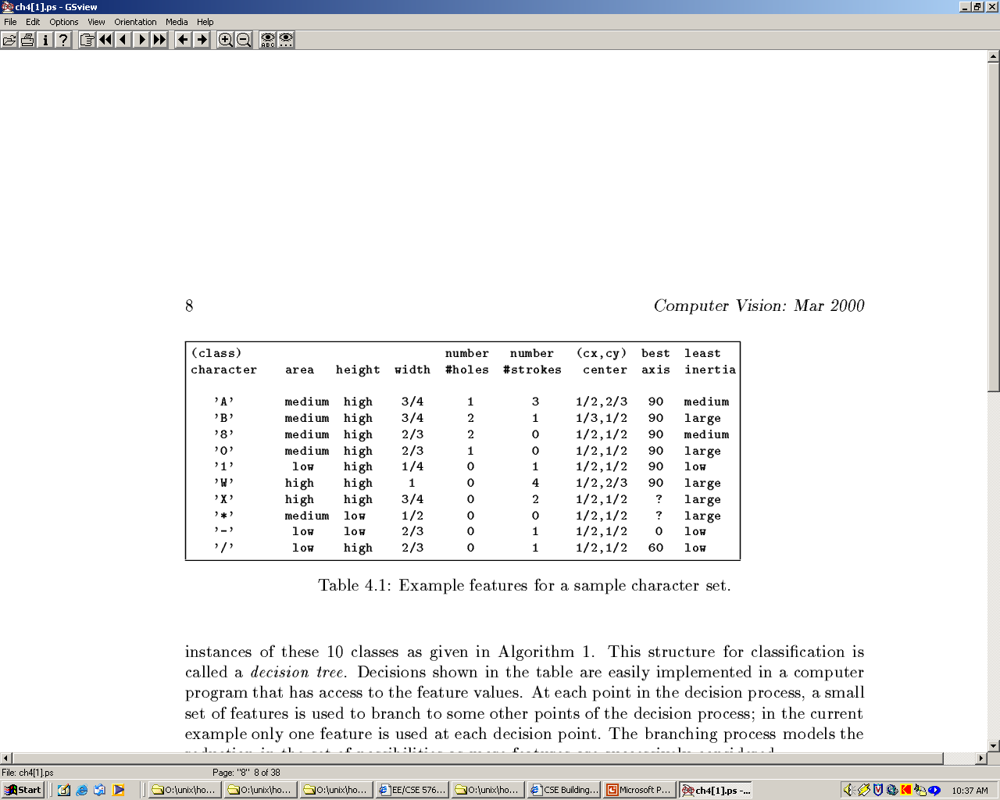 ch4[1].ps - GSview
File Edit Options View Orientation Media Help
8 Computer Vision: Mar 2000
(class) number number (cx,cy) best least
character area height width #holes #strokes center axis inertia
'A' medium high 3/4 1 3 1/2,2/3 90 medium
'B' medium high 3/4 2 1 1/3,1/2 90 large
'8' medium high 2/3 2 0 1/2,1/2 90 medium
'0' medium high 2/3 1 0 1/2,1/2 90 large
'1' low high 1/4 0 1 1/2,1/2 90 low
'W' high high 1 0 4 1/2,2/3 90 large
'X' high high 3/4 0 2 1/2,1/2 ? large
'*' medium low 1/2 0 0 1/2,1/2 ? large
'-' low low 2/3 0 1 1/2,1/2 0 low
'/' low high 2/3 0 1 1/2,1/2 60 low
Table 4.1: Example features for a sample character set.
instances of these 10 classes as given in Algorithm 1. This structure for classification is
called a decision tree. Decisions shown in the table are easily implemented in a computer
program that has access to the feature values. At each point in the decision process, a small
set of features is used to branch to some other points of the decision process; in the current
example only one feature is used at each decision point. The branching process models the
reduction in the set of possibilities as more features are successively considered.
File: ch4[1].ps Page: "8" 8 of 38
Start O:\unix\ho... O:\unix\ho... O:\unix\ho... EE/CSE 576... O:\unix\ho... CSE Building... Microsoft P... ch4[1].ps -... 10:37 AM